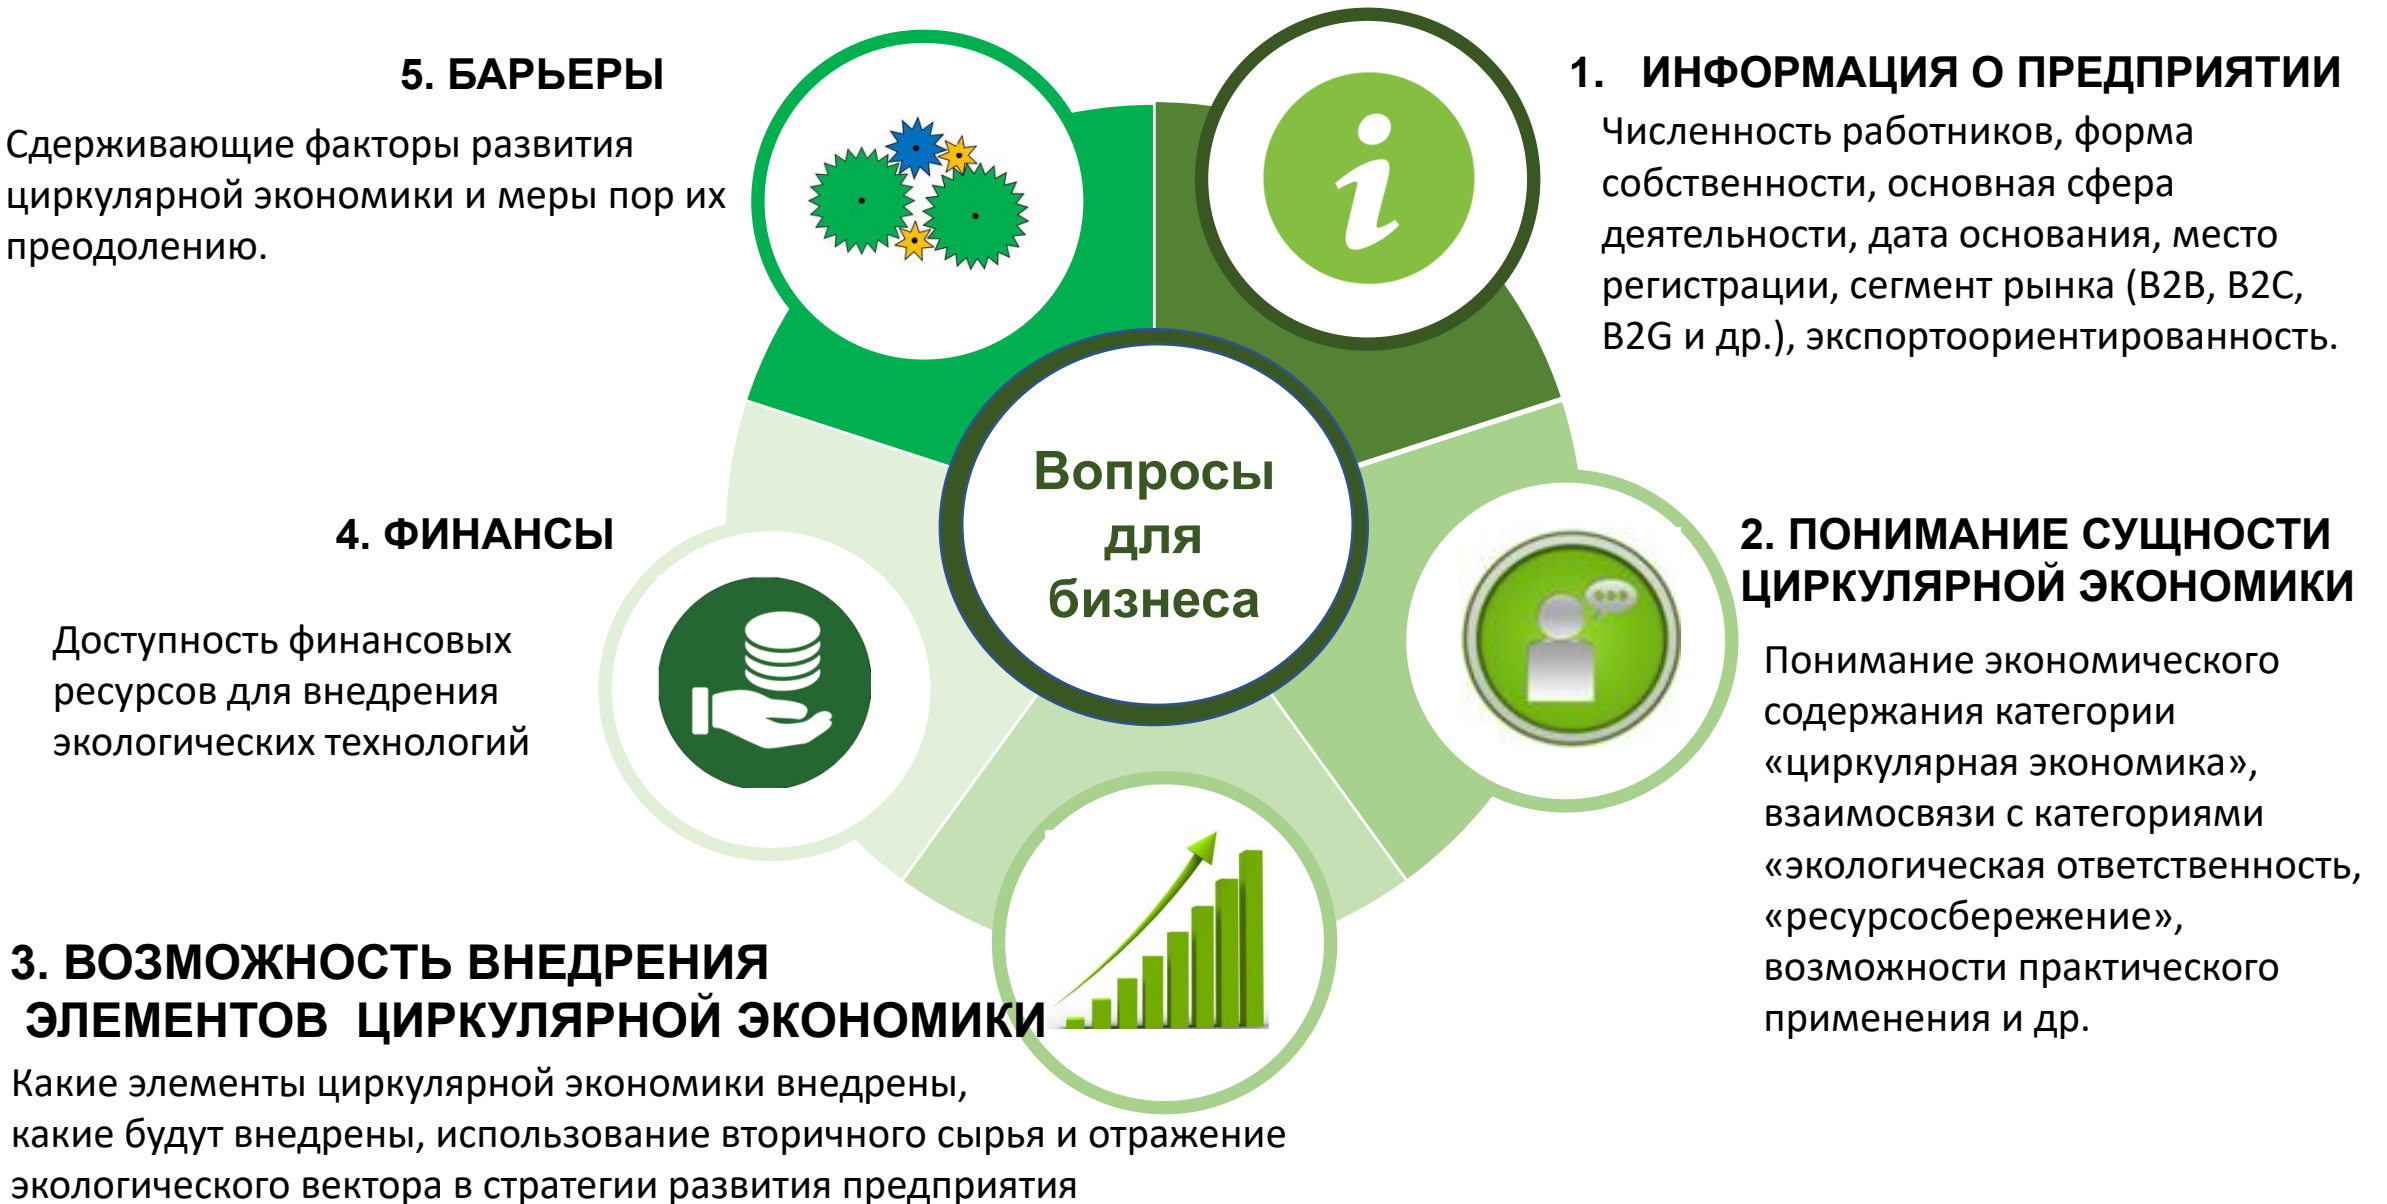 Вопросы
для
бизнеса
1. ИНФОРМАЦИЯ О ПРЕДПРИЯТИИ
Численность работников, форма
собственности, основная сфера
деятельности, дата основания, место
регистрации, сегмент рынка (B2B, B2C,
B2G и др.), экспортоориентированность.
2. ПОНИМАНИЕ СУЩНОСТИ
ЦИРКУЛЯРНОЙ ЭКОНОМИКИ
Понимание экономического
содержания категории
«циркулярная экономика»,
взаимосвязи с категориями
«экологическая ответственность,
«ресурсосбережение»,
возможности практического
применения и др.
3. ВОЗМОЖНОСТЬ ВНЕДРЕНИЯ
ЭЛЕМЕНТОВ ЦИРКУЛЯРНОЙ ЭКОНОМИКИ
Какие элементы циркулярной экономики внедрены,
какие будут внедрены, использование вторичного сырья и отражение
экологического вектора в стратегии развития предприятия
4. ФИНАНСЫ
Доступность финансовых
ресурсов для внедрения
экологических технологий
5. БАРЬЕРЫ
Сдерживающие факторы развития
циркулярной экономики и меры пор их
преодолению.